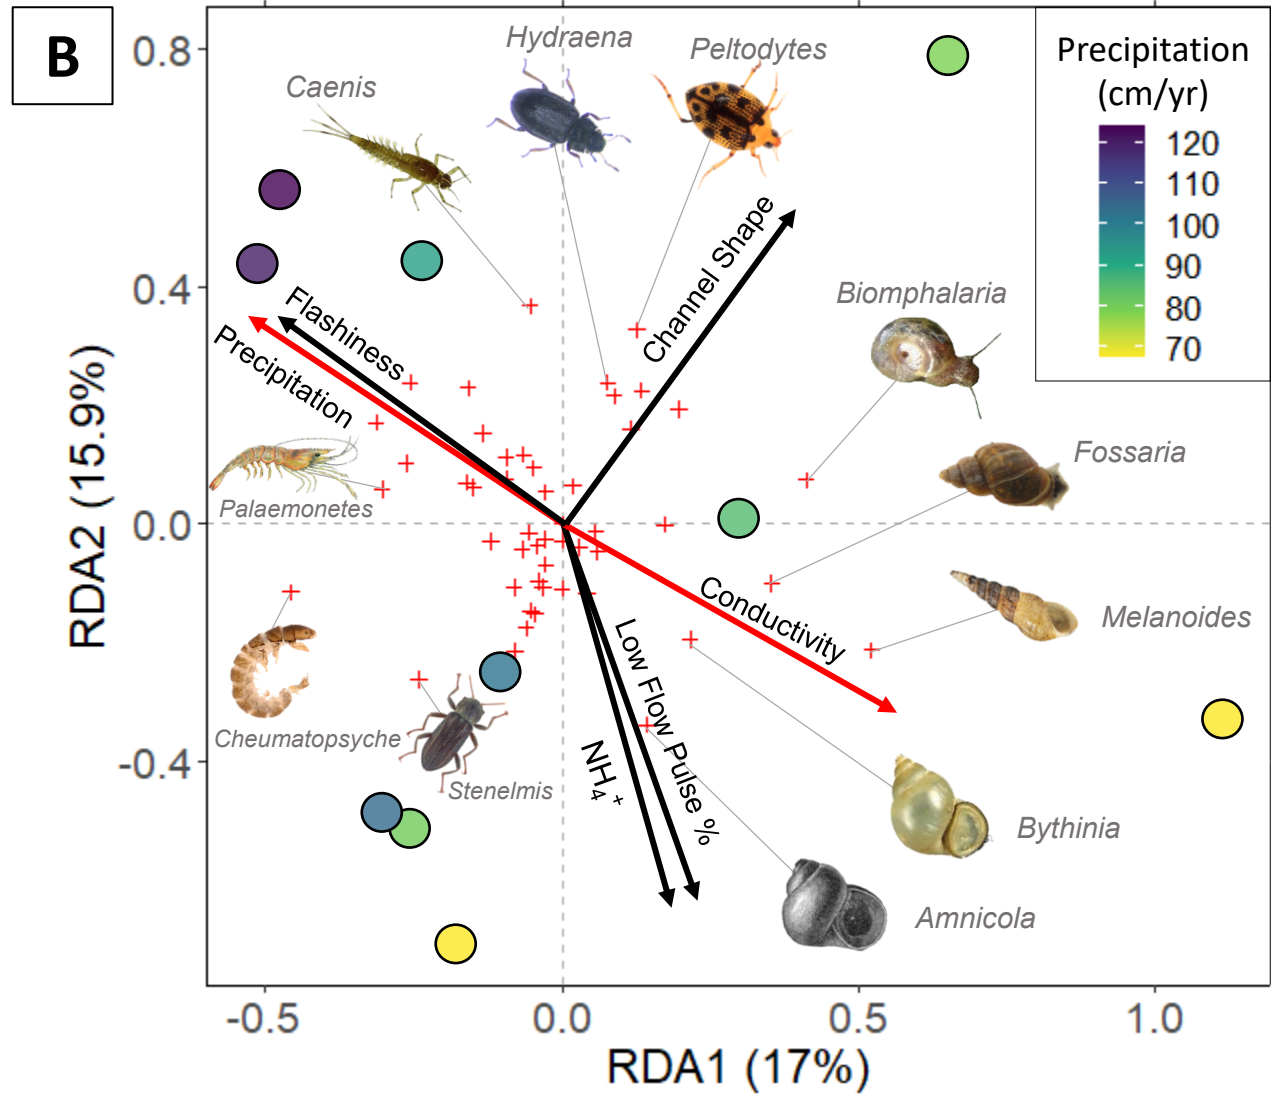 B
Hydraena
Peltodytes
Caenis
Precipitation
(cm/yr)
120
110
100
90
80
70
0.8
0.4
0.0
-0.4
RDA2 (15.9%)
Channel Shape
Flashiness
Precipitation
Biomphalaria
Fossaria
Palaemonetes
Conductivity
Melanoides
Low Flow Pulse %
NH₄⁺
Cheumatopsyche
Stenelmis
Bythinia
Amnicola
-0.5
0.0
0.5
1.0
RDA1 (17%)